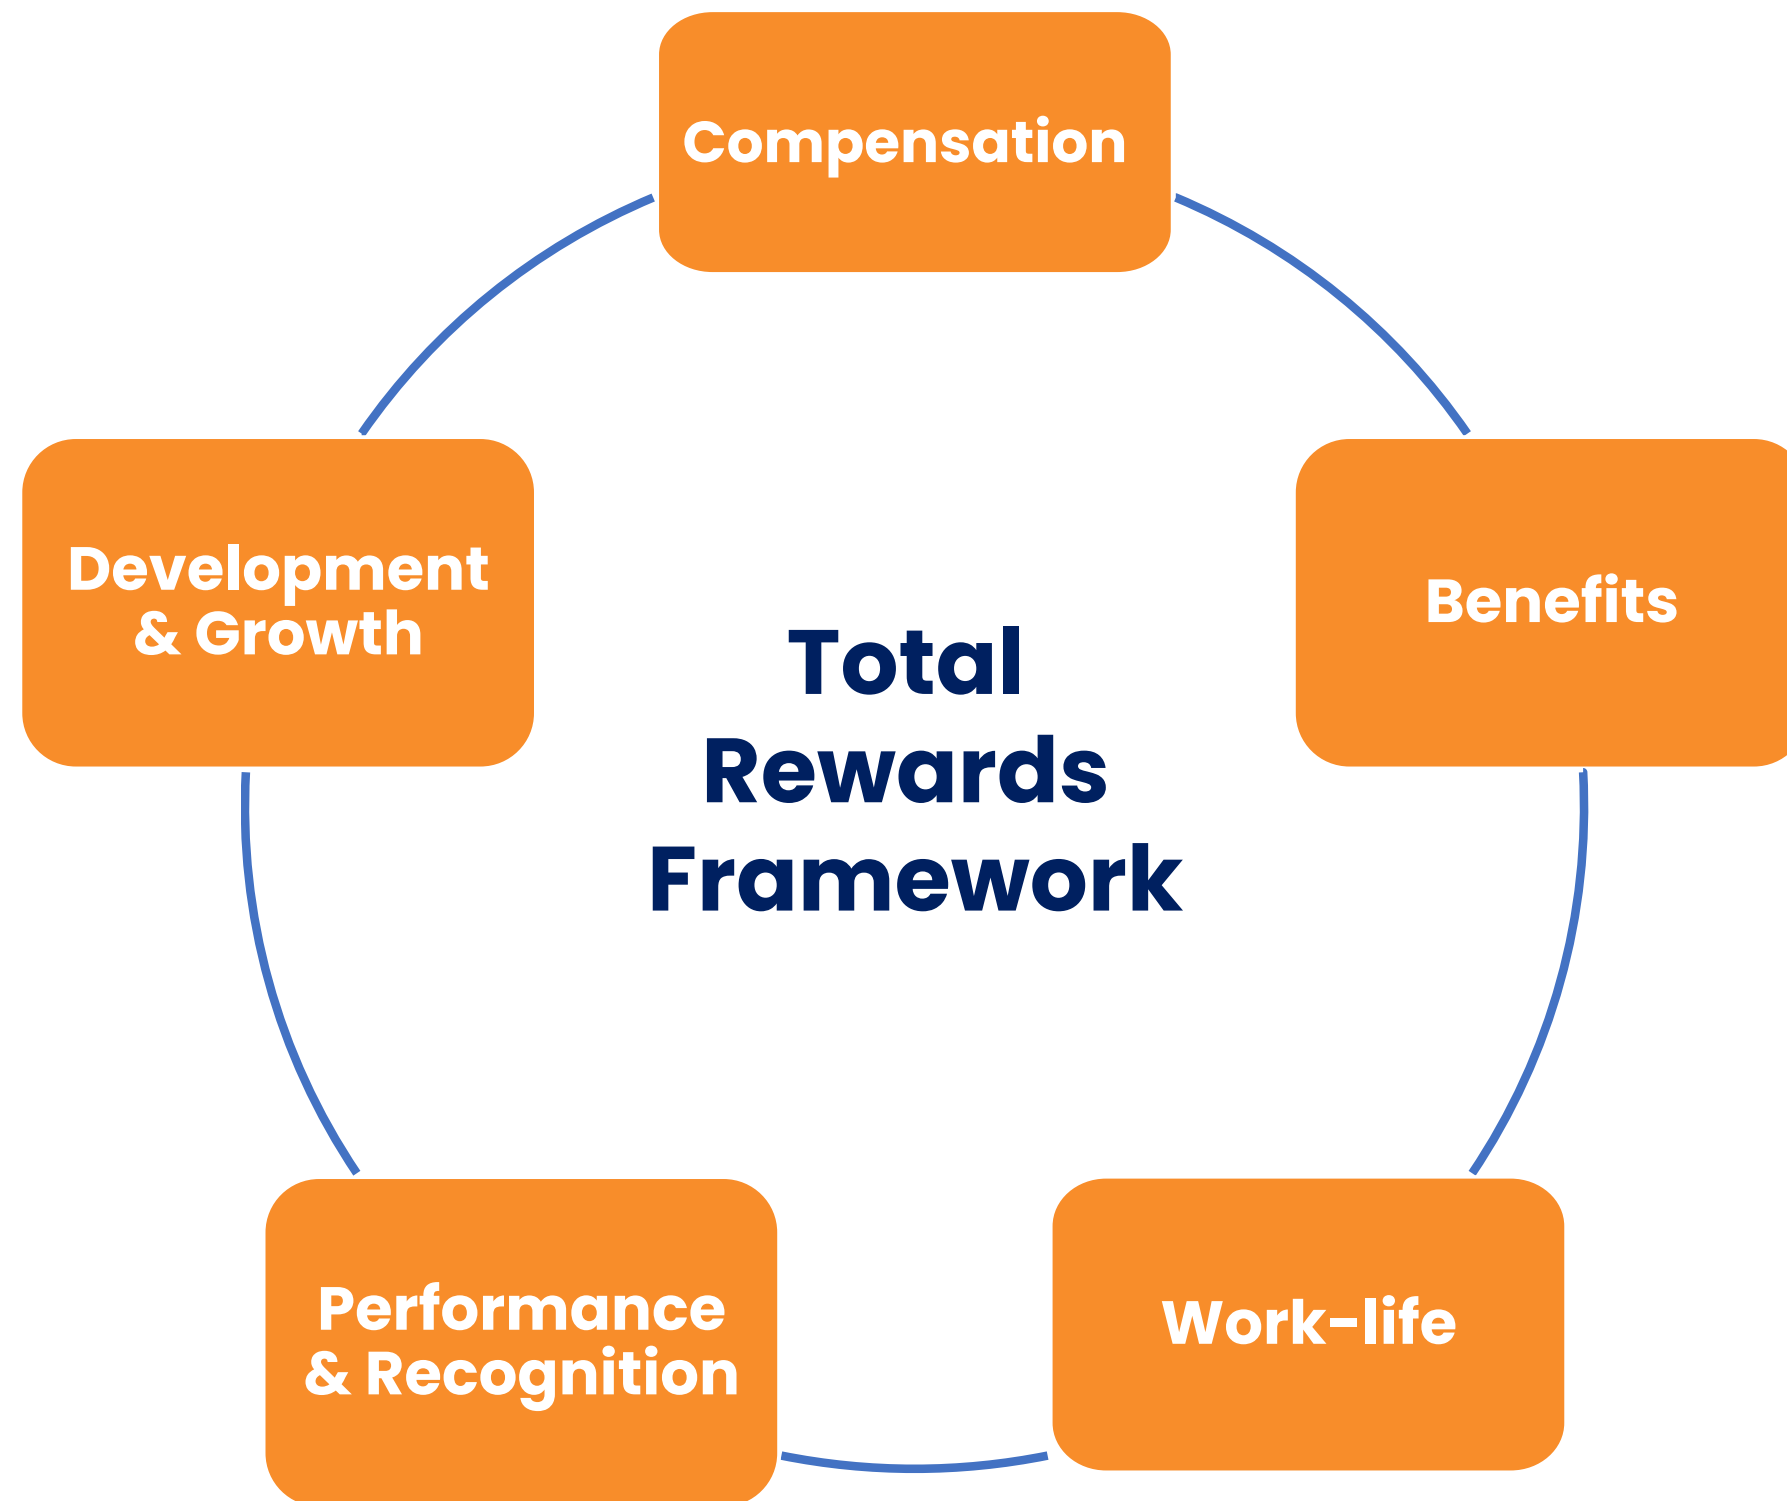 Compensation
Development
& Growth
Benefits
Total
Rewards
Framework
Performance
& Recognition
Work-life